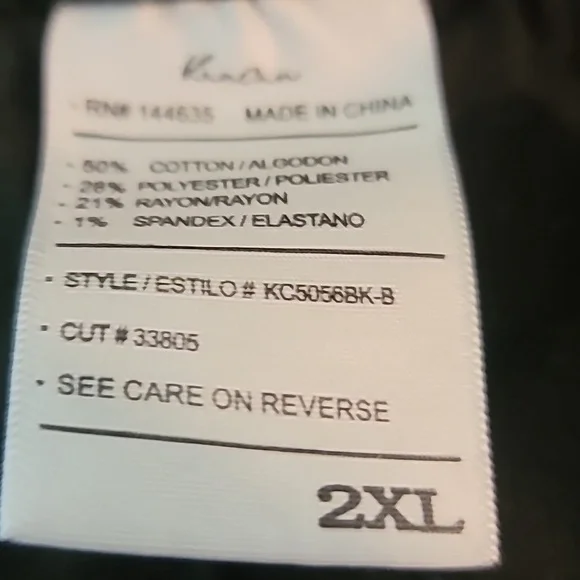 KanCan
- RN# 144635 MADE IN CHINA
- 50% COTTON / ALGODON
- 28% POLYESTER / POLIESTER
- 21% RAYON/RAYON
- 1% SPANDEX / ELASTANO
• STYLE / ESTILO # KC5056BK-B
• CUT # 33805
• SEE CARE ON REVERSE
2XL